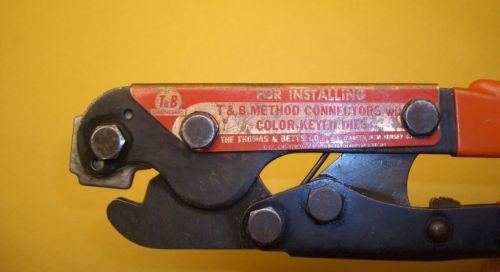 T&B
FOR INSTALLING
T & B METHOD CONNECTORS with
COLOR-KEYED DIES
THE THOMAS & BETTS CO.